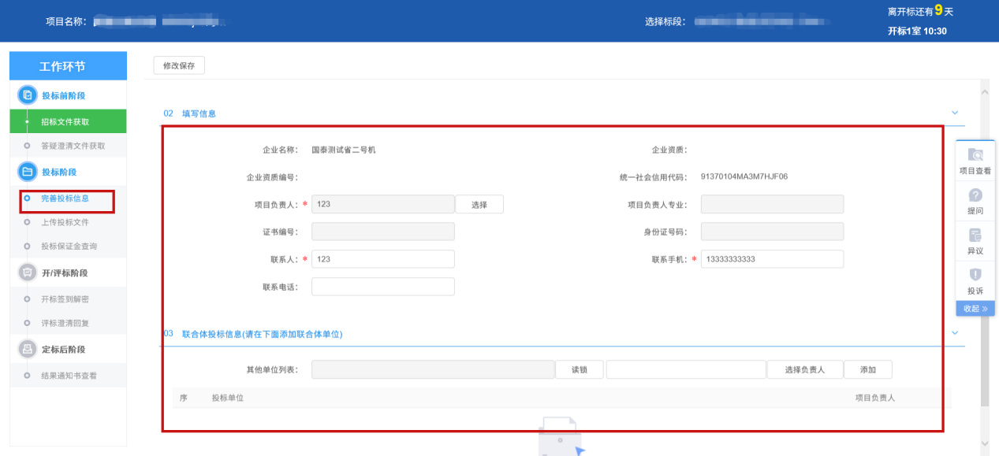 项目名称：
选择标段：
离开标还有9天
开标1室 10:30
工作环节
投标前阶段
招标文件获取
答疑澄清文件获取
投标阶段
完善投标信息
上传投标文件
投标保证金查询
开/评标阶段
开标签到解密
评标澄清回复
定标后阶段
结果通知书查看
修改保存
02 填写信息
企业名称： 国泰测试省二号机 企业资质：
企业资质编号： 统一社会信用代码： 91370104MA3M7HJF06
项目负责人：* 123 选择 项目负责人专业：
证书编号： 身份证号码：
联系人：* 123 联系手机：* 13333333333
联系电话：
03 联合体投标信息(请在下面添加联合体单位)
其他单位列表： 读锁 选择负责人 添加
序 投标单位 项目负责人
项目查看
提问
异议
投诉
收起 »